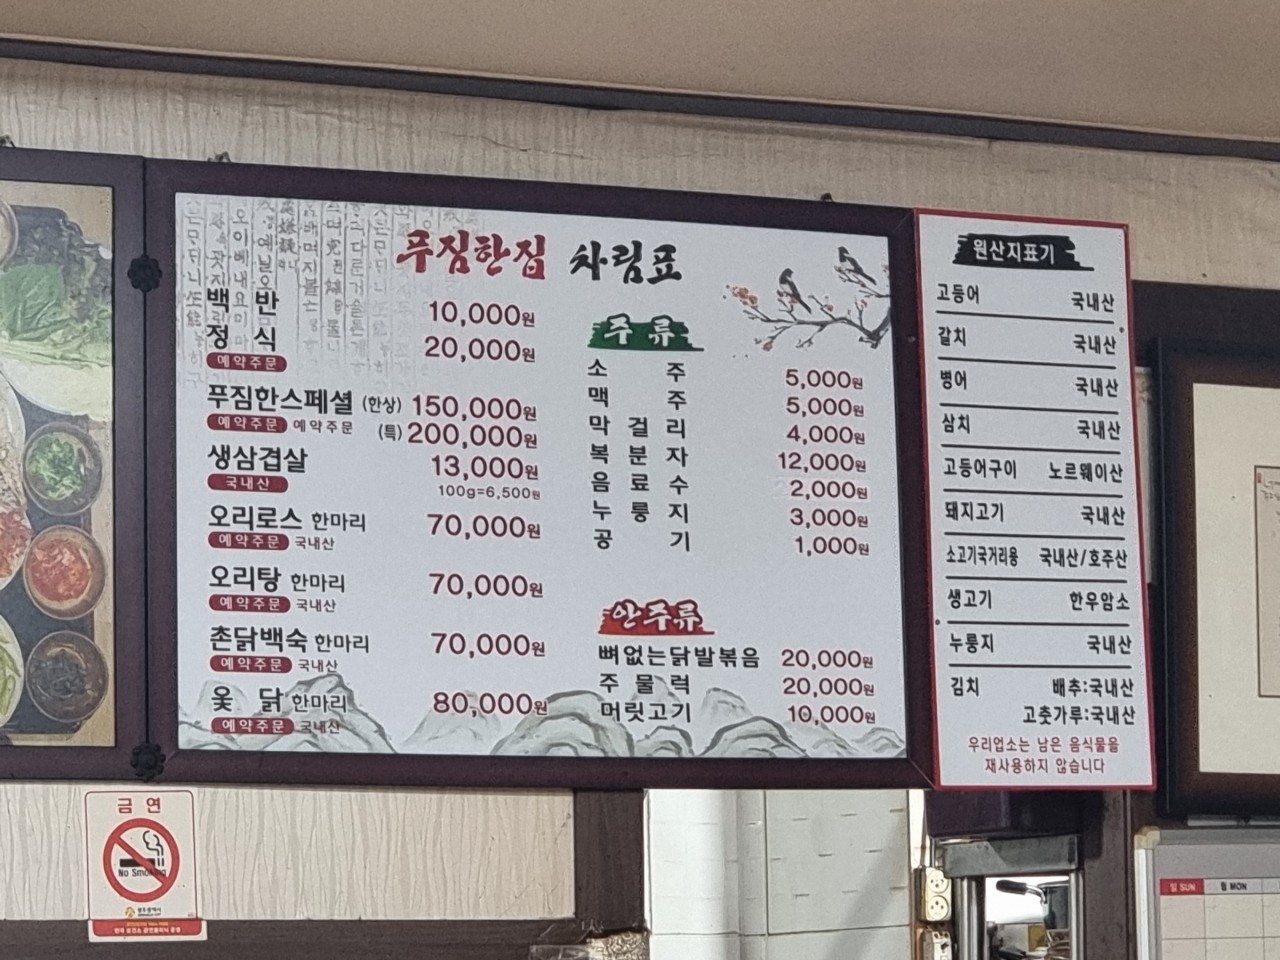 푸짐한집 차림표
백 반 10,000원
정 식 20,000원
예약주문
푸짐한스페셜 (한상) 150,000원
예약주문 예약주문 (특) 200,000원
생삼겹살 13,000원
국내산 100g=6,500원
오리로스 한마리 70,000원
예약주문 국내산
오리탕 한마리 70,000원
예약주문 국내산
촌닭백숙 한마리 70,000원
예약주문 국내산
옻 닭 한마리 80,000원
예약주문 국내산
주 류
소 주 5,000원
맥 주 5,000원
막 걸 리 4,000원
복 분 자 12,000원
음 료 수 2,000원
누 룽 지 3,000원
공 기 1,000원
안주류
뼈없는닭발볶음 20,000원
주 물 럭 20,000원
머릿고기 10,000원
원산지표기
고등어 국내산
갈치 국내산
병어 국내산
삼치 국내산
고등어구이 노르웨이산
돼지고기 국내산
소고기국거리용 국내산/호주산
생고기 한우암소
누룽지 국내산
김치 배추:국내산
고춧가루:국내산
우리업소는 남은 음식물을
재사용하지 않습니다
금 연
No Smoking
광주광역시
일 SUN 월 MON